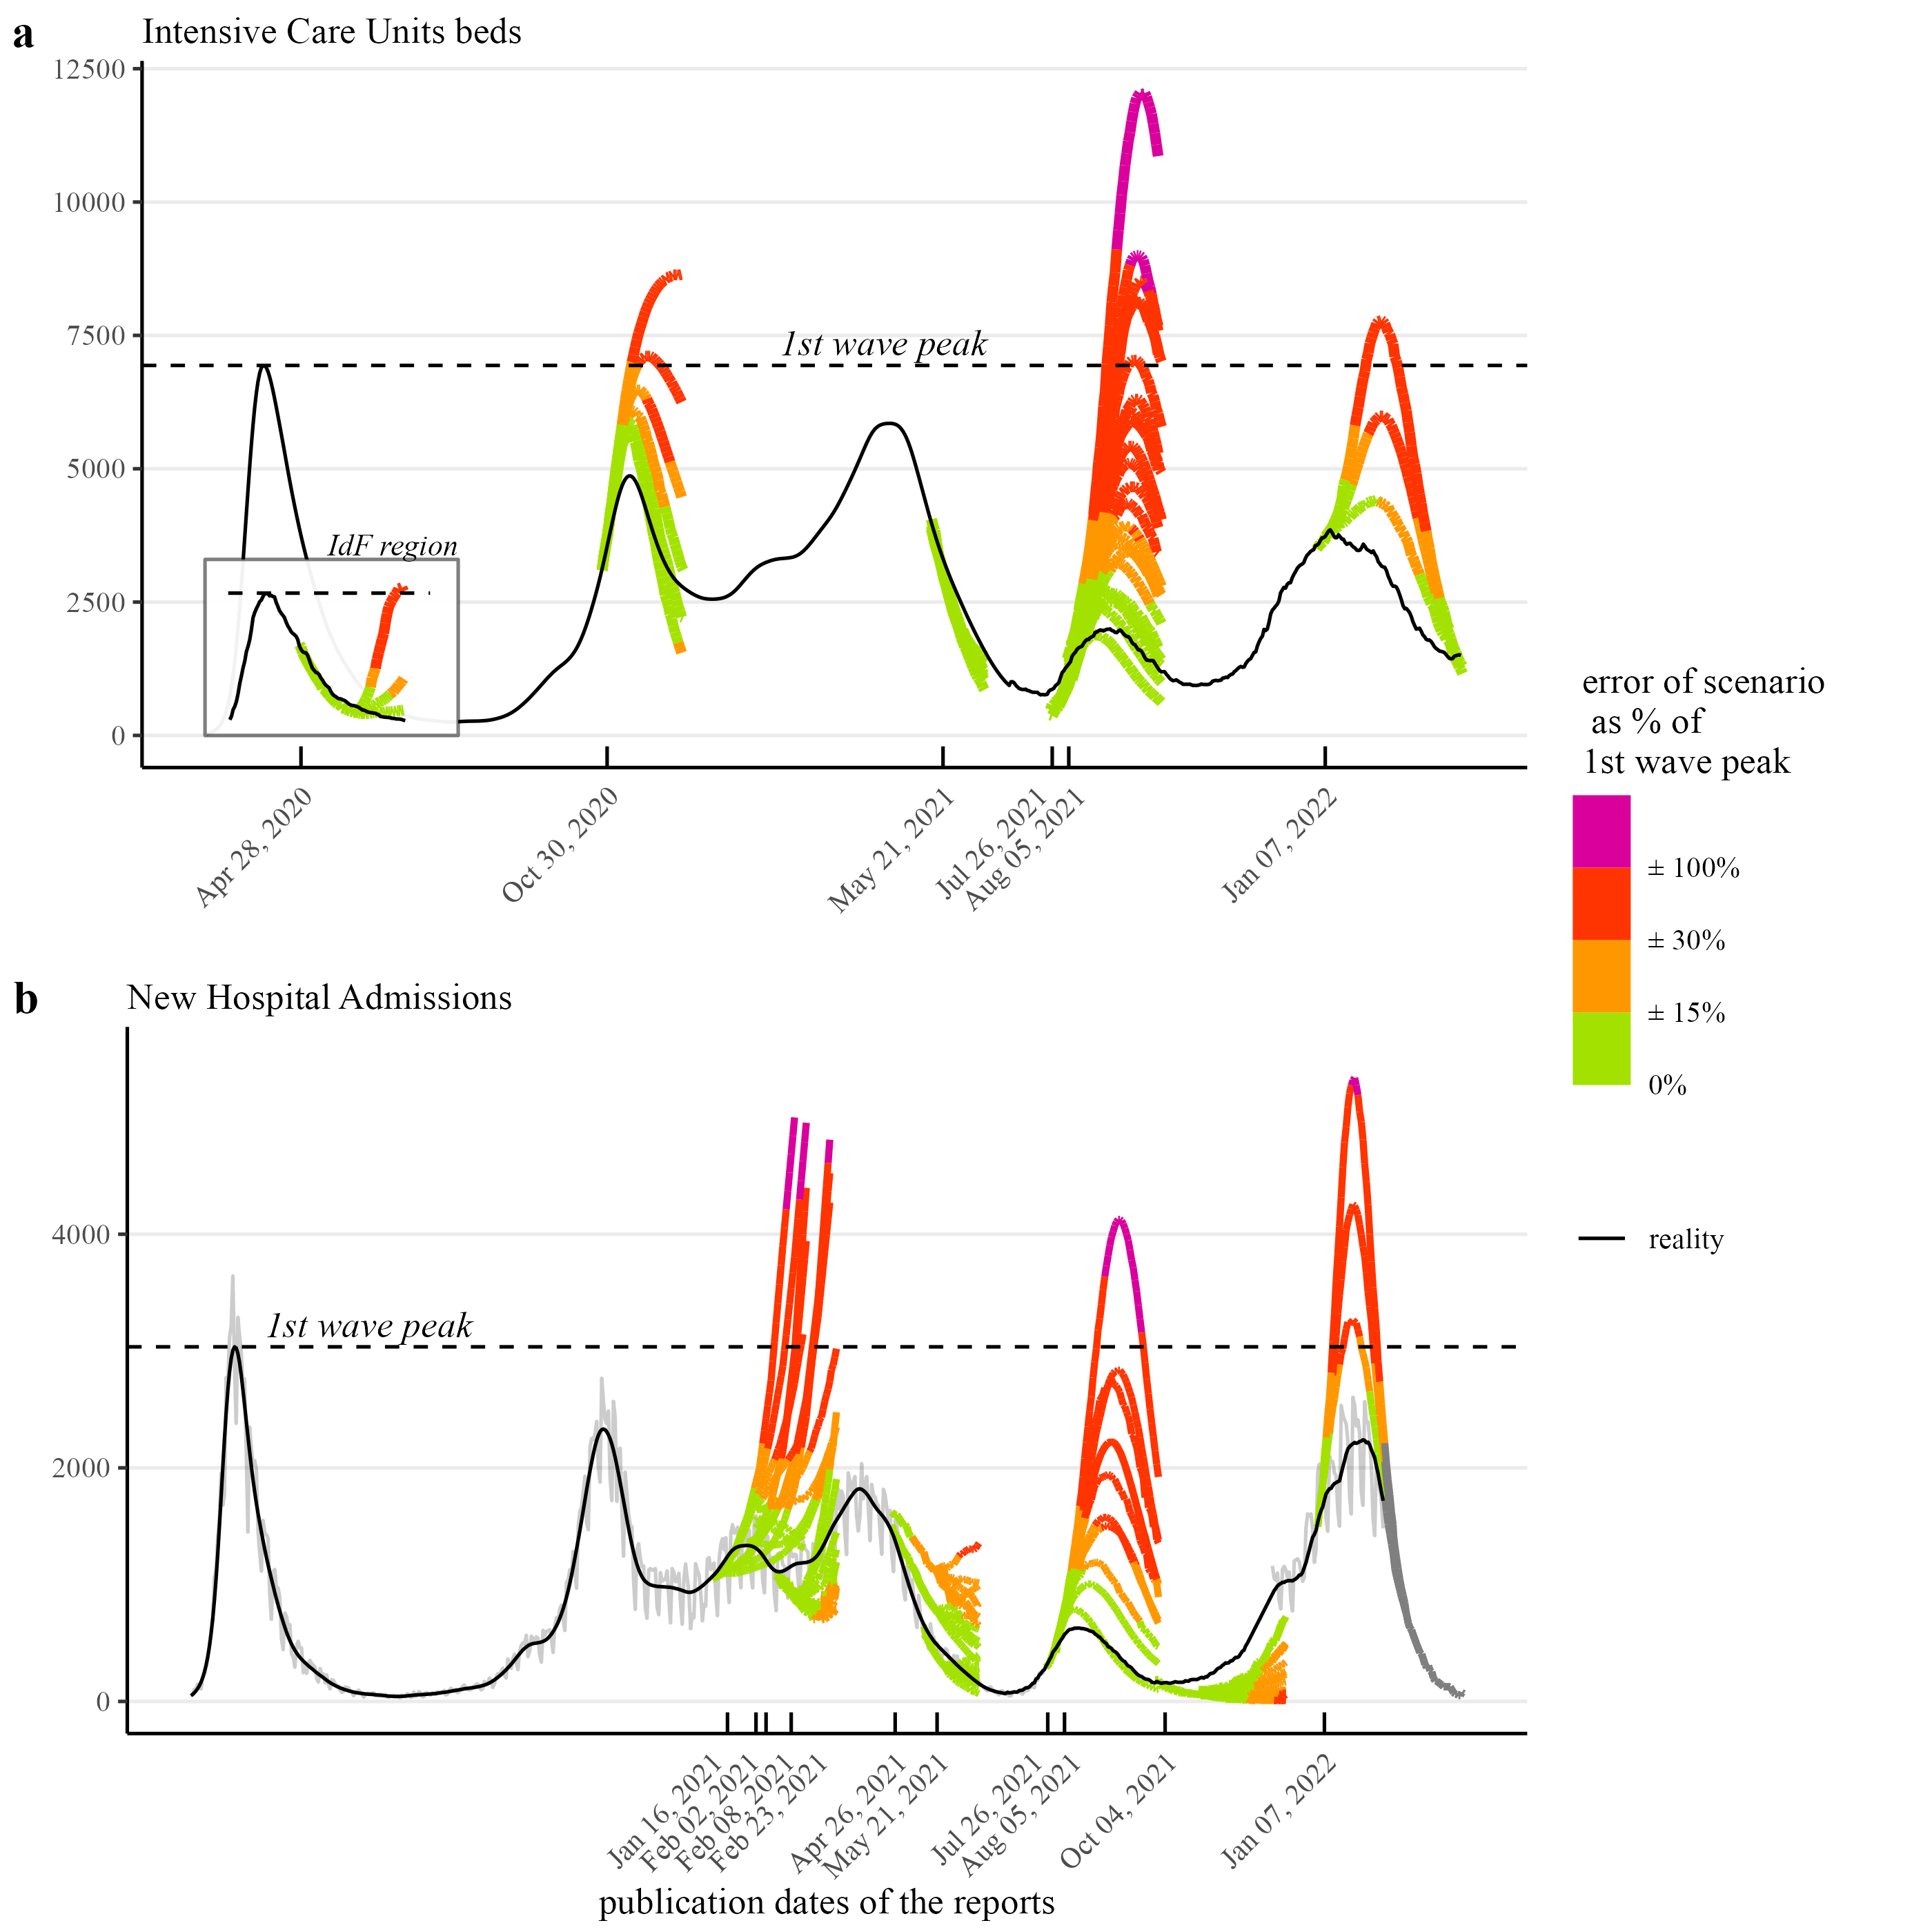 a
Intensive Care Units beds
12500
10000
7500
5000
2500
0
1st wave peak
IdF region
Apr 28, 2020
Oct 30, 2020
May 21, 2021
Jul 26, 2021
Aug 05, 2021
Jan 07, 2022
error of scenario
as % of
1st wave peak
± 100%
± 30%
± 15%
0%
reality
b
New Hospital Admissions
4000
2000
0
1st wave peak
Jan 16, 2021
Feb 02, 2021
Feb 08, 2021
Feb 23, 2021
Apr 26, 2021
May 21, 2021
Jul 26, 2021
Aug 05, 2021
Oct 04, 2021
Jan 07, 2022
publication dates of the reports